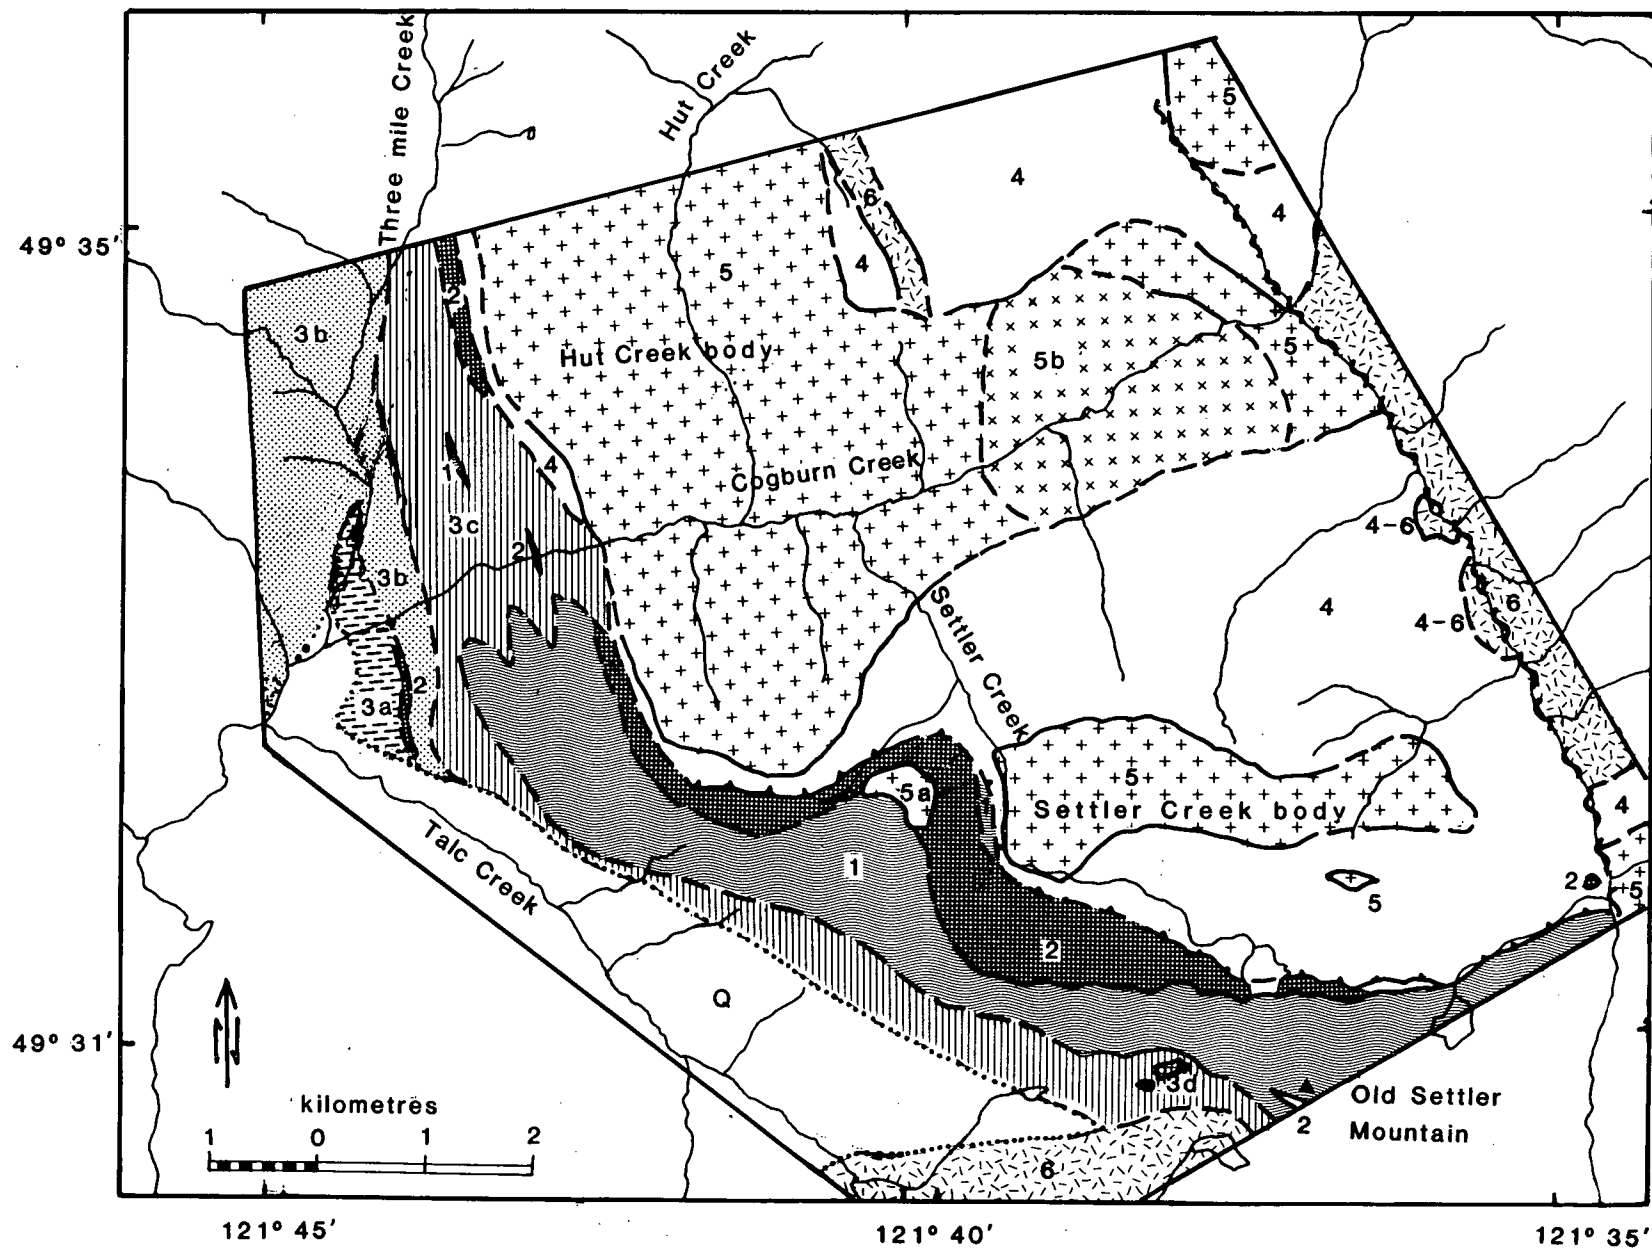 Three mile Creek
Hut Creek
5
4
6
4
4
49° 35′
5
2
3b
Hut Creek body
5b
5
4
Cogburn Creek
1
3c
2
4-6
3b
4
6
4-6
Settler Creek
2
3a
5
5a
Settler Creek body
4
Talc Creek
1
2
5
5
2
Q
49° 31′
3d
Old Settler
Mountain
2
kilometres
1 0 1 2
6
121° 45′
121° 40′
121° 35′